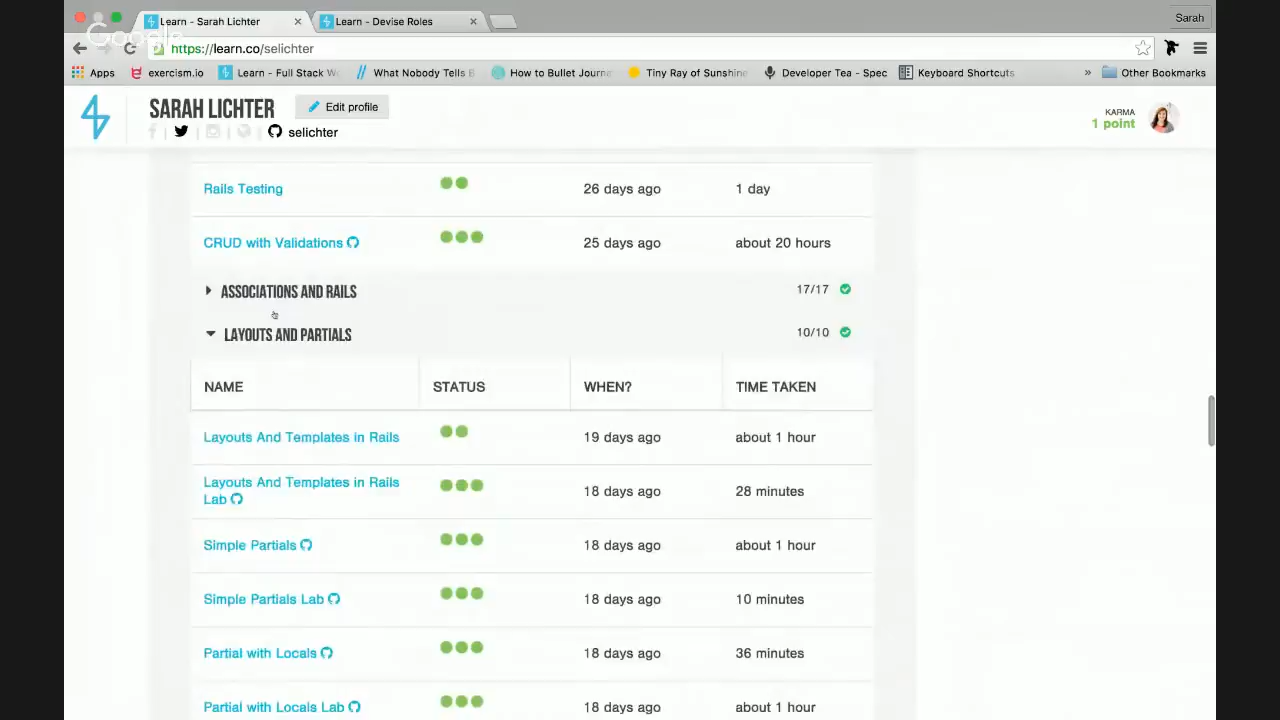 Learn - Sarah Lichter
Learn - Devise Roles
Sarah
Google
https://learn.co/selichter
Apps
exercism.io
Learn - Full Stack We
What Nobody Tells B
How to Bullet Journa
Tiny Ray of Sunshine
Developer Tea - Spec
Keyboard Shortcuts
» Other Bookmarks
SARAH LICHTER
Edit profile
selichter
KARMA
1 point
Rails Testing 26 days ago 1 day
CRUD with Validations 25 days ago about 20 hours
ASSOCIATIONS AND RAILS 17/17
LAYOUTS AND PARTIALS 10/10
NAME STATUS WHEN? TIME TAKEN
Layouts And Templates in Rails 19 days ago about 1 hour
Layouts And Templates in Rails
Lab 18 days ago 28 minutes
Simple Partials 18 days ago about 1 hour
Simple Partials Lab 18 days ago 10 minutes
Partial with Locals 18 days ago 36 minutes
Partial with Locals Lab 18 days ago about 1 hour